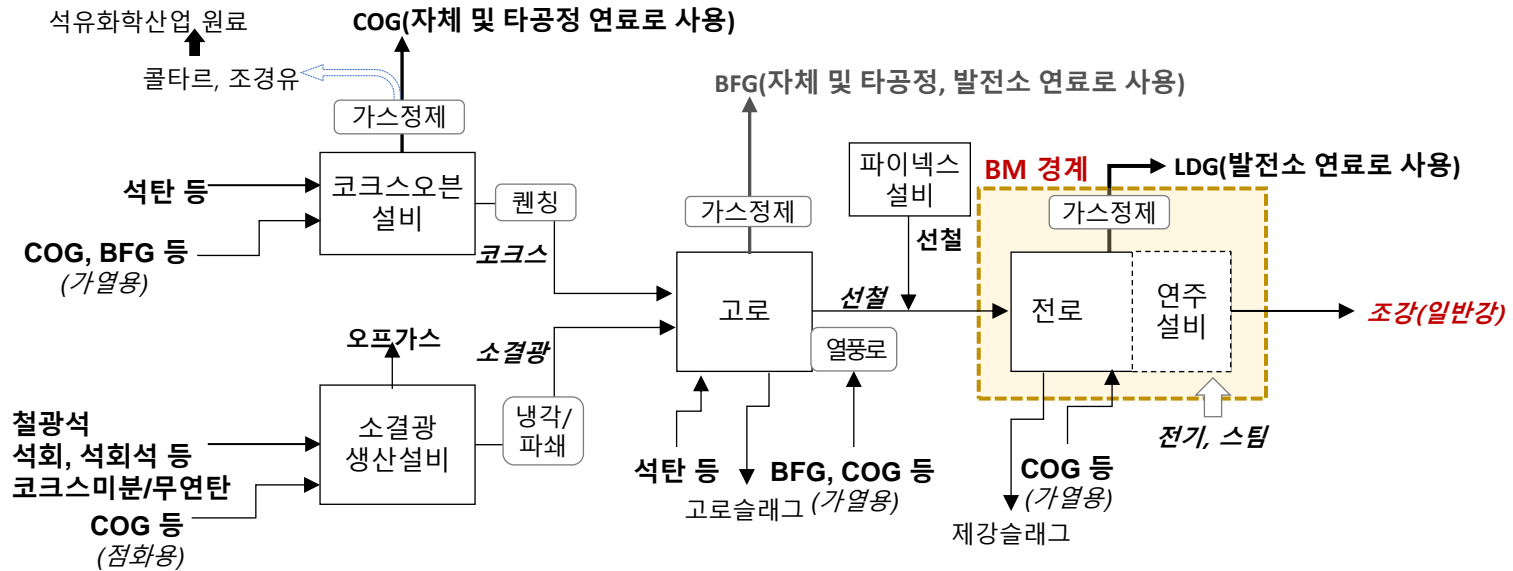 석유화학산업 원료
COG(자체 및 타공정 연료로 사용)
콜타르, 조경유
가스정제
석탄 등
COG, BFG 등
(가열용)
코크스오븐
설비
퀜칭
코크스
오프가스
소결광
철광석
석회, 석회석 등
코크스미분/무연탄
COG 등
(점화용)
소결광
생산설비
냉각/
파쇄
BFG(자체 및 타공정, 발전소 연료로 사용)
가스정제
고로
열풍로
선철
석탄 등
고로슬래그
BFG, COG 등
(가열용)
파이넥스
설비
선철
BM 경계
LDG(발전소 연료로 사용)
가스정제
전로
연주
설비
조강(일반강)
전기, 스팀
COG 등
(가열용)
제강슬래그